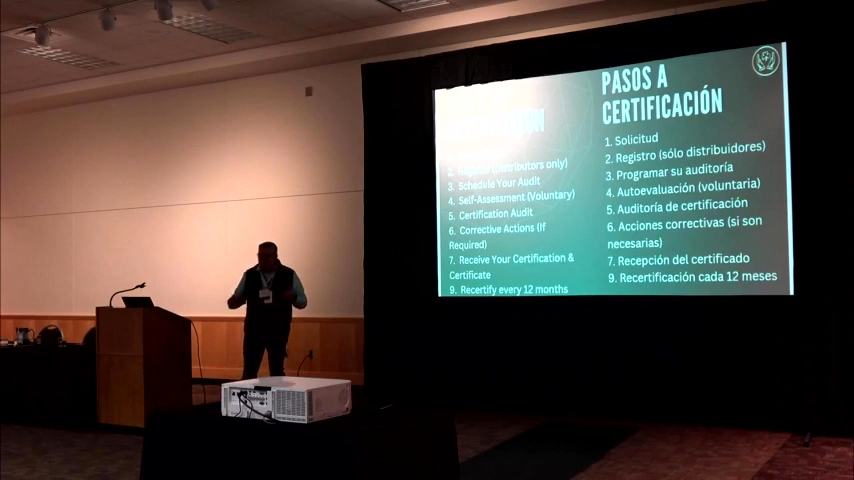 3. Schedule Your Audit
4. Self-Assessment (Voluntary)
5. Certification Audit
6. Corrective Actions (If
Required)
7. Receive Your Certification &
Certificate
9. Recertify every 12 months
PASOS A
CERTIFICACIÓN
1. Solicitud
2. Registro (sólo distribuidores)
3. Programar su auditoría
4. Autoevaluación (voluntaria)
5. Auditoría de certificación
6. Acciones correctivas (si son
necesarias)
7. Recepción del certificado
9. Recertificación cada 12 meses